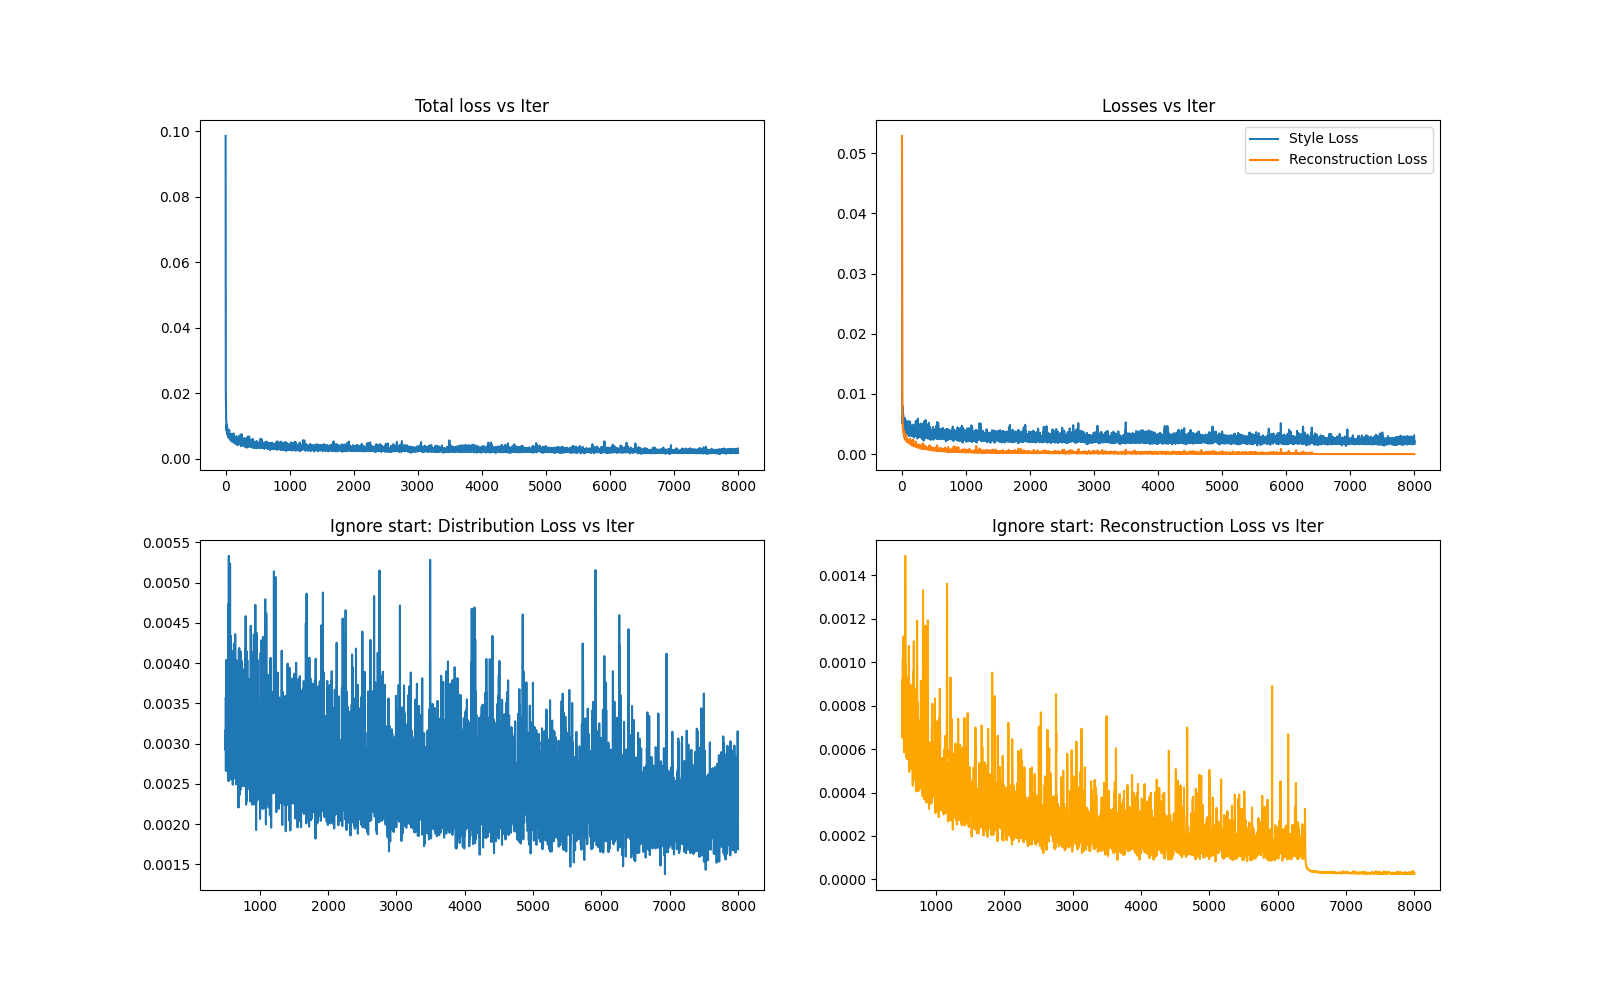 Total loss vs Iter
0.10
0.08
0.06
0.04
0.02
0.00
0 1000 2000 3000 4000 5000 6000 7000 8000
Losses vs Iter
Style Loss
Reconstruction Loss
0.05
0.04
0.03
0.02
0.01
0.00
0 1000 2000 3000 4000 5000 6000 7000 8000
Ignore start: Distribution Loss vs Iter
0.0055
0.0050
0.0045
0.0040
0.0035
0.0030
0.0025
0.0020
0.0015
1000 2000 3000 4000 5000 6000 7000 8000
Ignore start: Reconstruction Loss vs Iter
0.0014
0.0012
0.0010
0.0008
0.0006
0.0004
0.0002
0.0000
1000 2000 3000 4000 5000 6000 7000 8000